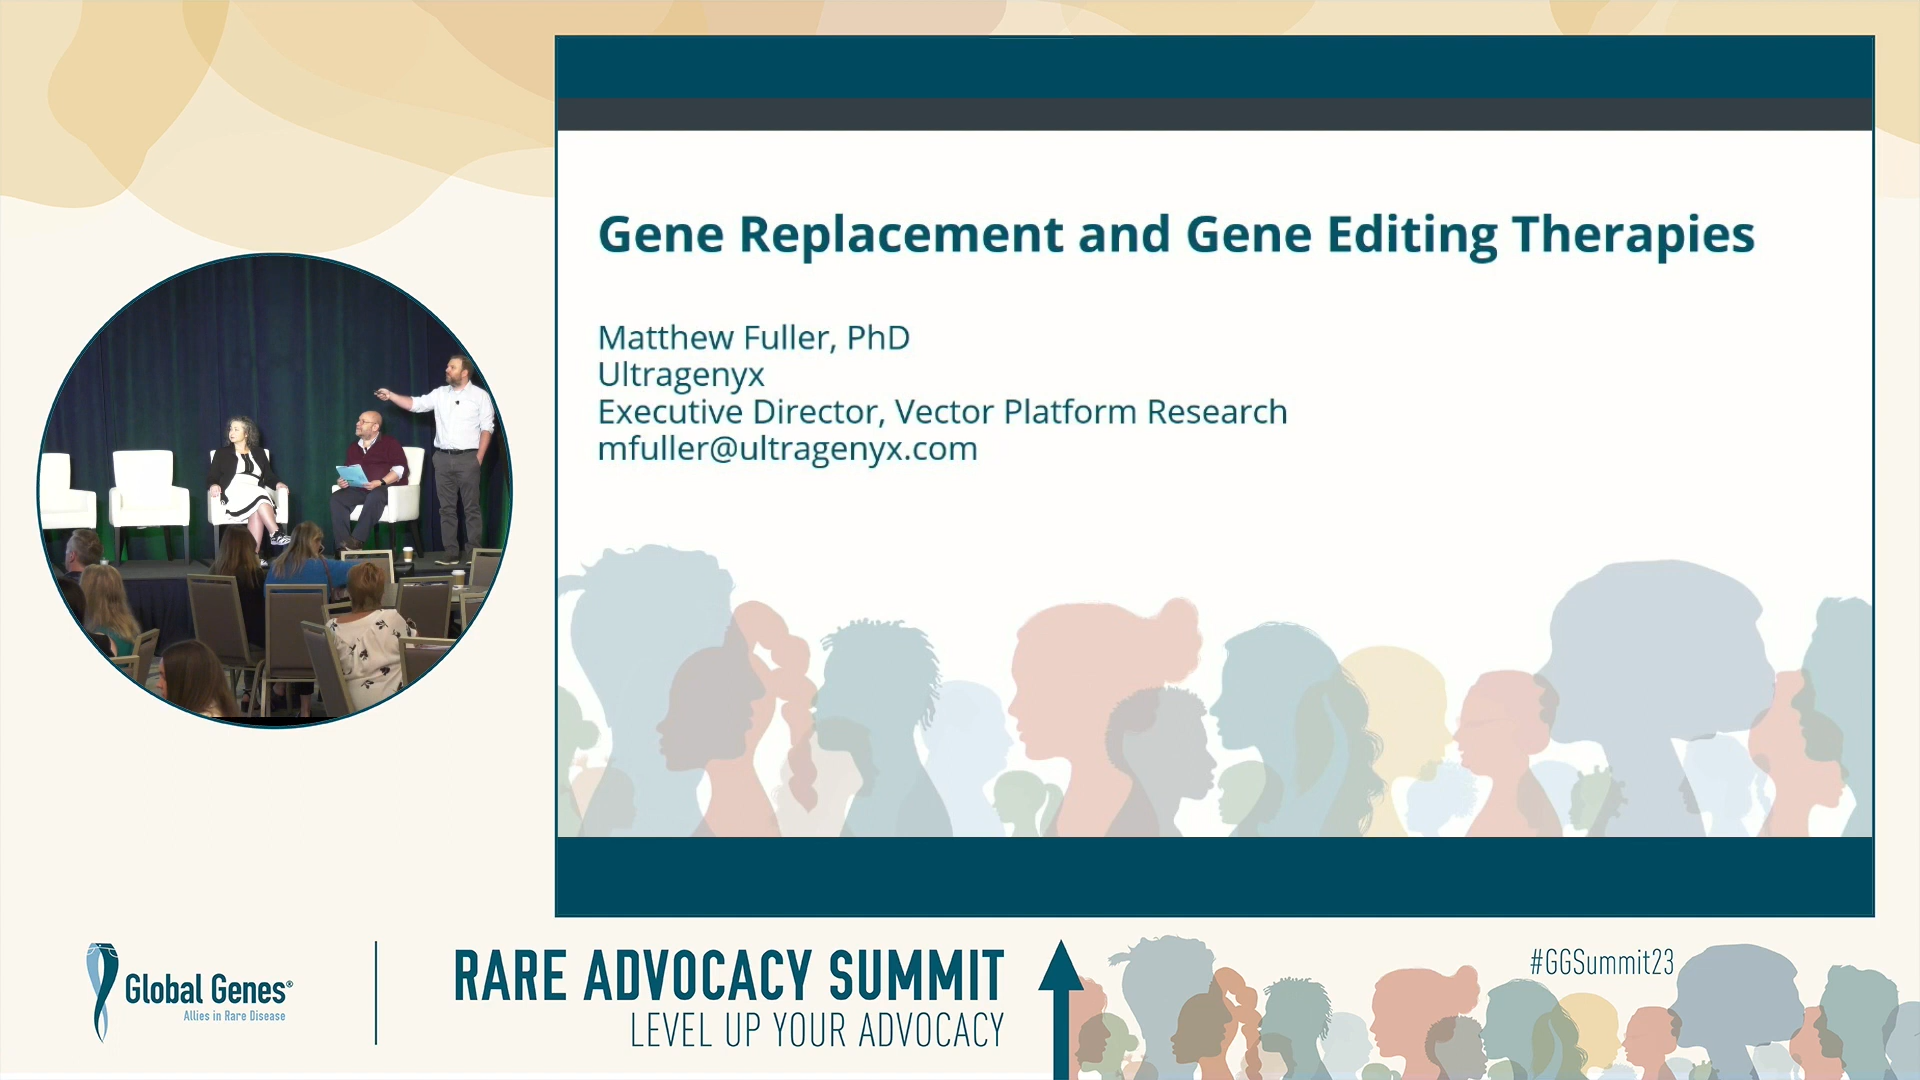 Gene Replacement and Gene Editing Therapies
Matthew Fuller, PhD
Ultragenyx
Executive Director, Vector Platform Research
mfuller@ultragenyx.com
Global Genes®
Allies in Rare Disease
RARE ADVOCACY SUMMIT
LEVEL UP YOUR ADVOCACY
#GGSummit23